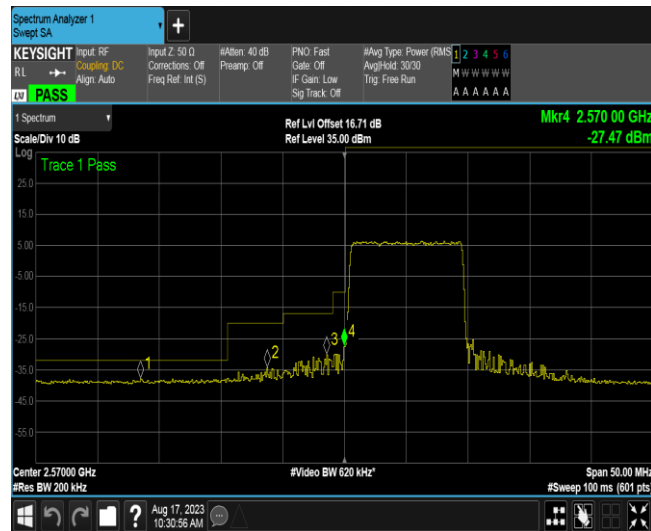 Spectrum Analyzer 1
Swept SA
+
KEYSIGHT Input: RF
RL Coupling: DC
Align: Auto
LXI PASS
Input Z: 50 Ω
Corrections: Off
Freq Ref: Int (S)
#Atten: 40 dB
Preamp: Off
PNO: Fast
Gate: Off
IF Gain: Low
Sig Track: Off
#Avg Type: Power (RMS
Avg|Hold: 30/30
Trig: Free Run
1 2 3 4 5 6
M W W W W W
A A A A A A
1 Spectrum
Scale/Div 10 dB
Ref Lvl Offset 16.71 dB
Ref Level 35.00 dBm
Mkr4 2.570 00 GHz
-27.47 dBm
Log
Trace 1 Pass
25.0
15.0
5.00
-5.00
-15.0
-25.0
-35.0
-45.0
-55.0
1
2
3
4
Center 2.57000 GHz
#Res BW 200 kHz
#Video BW 620 kHz*
Span 50.00 MHz
#Sweep 100 ms (601 pts)
?
Aug 17, 2023
10:30:56 AM